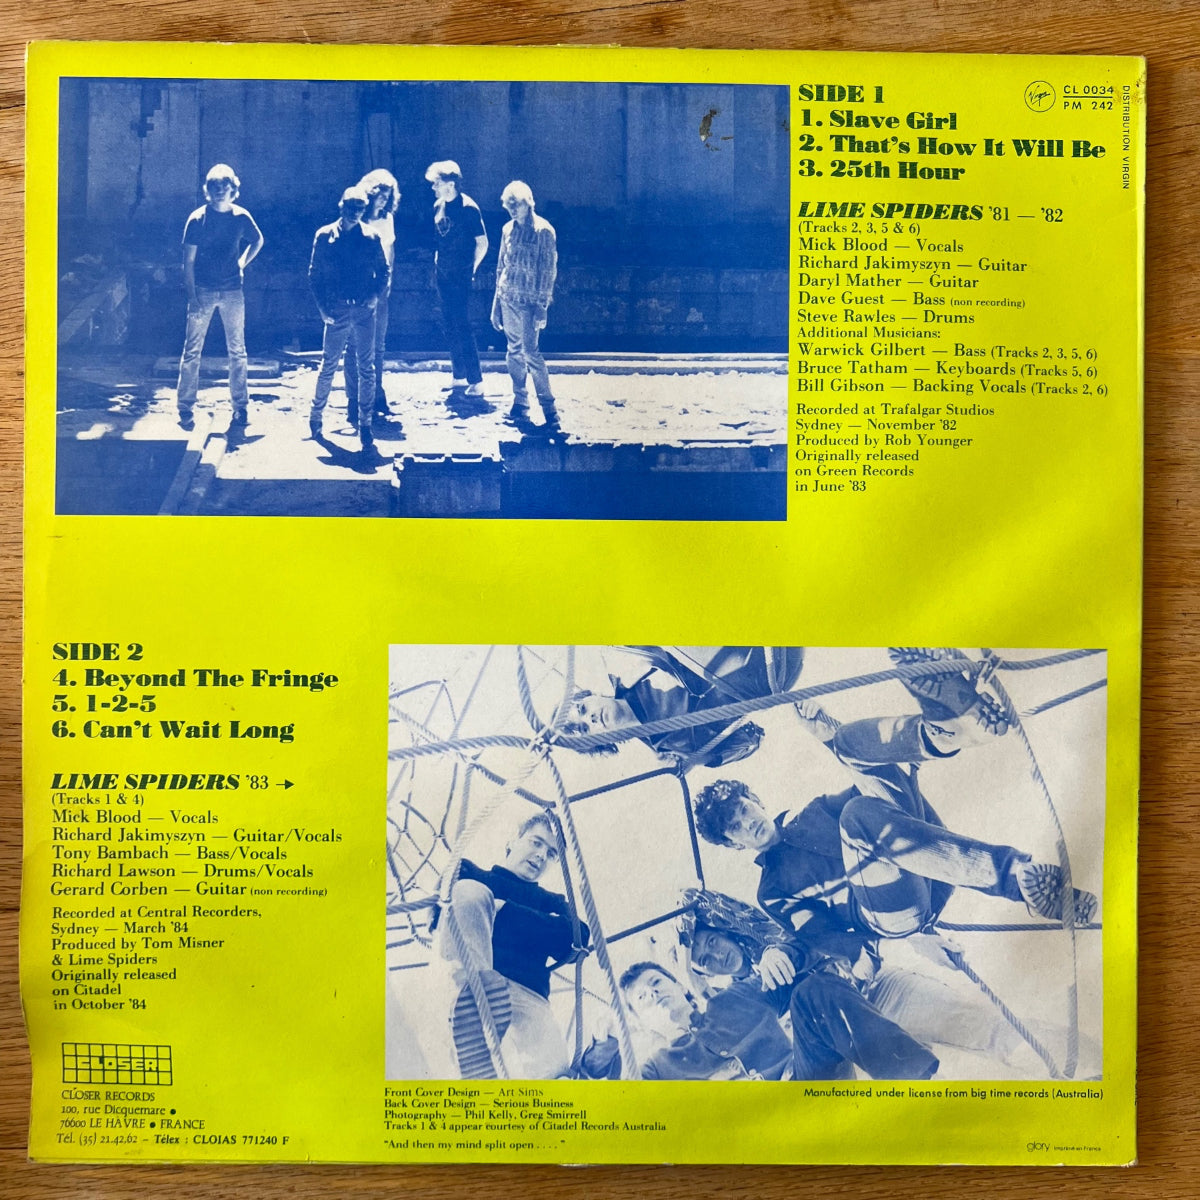 SIDE 1
1. Slave Girl
2. That's How It Will Be
3. 25th Hour
Virgin
CL 0034
PM 242
DISTRIBUTION VIRGIN
LIME SPIDERS '81 — '82
(Tracks 2, 3, 5 & 6)
Mick Blood — Vocals
Richard Jakimyszyn — Guitar
Daryl Mather — Guitar
Dave Guest — Bass (non recording)
Steve Rawles — Drums
Additional Musicians:
Warwick Gilbert — Bass (Tracks 2, 3, 5, 6)
Bruce Tatham — Keyboards (Tracks 5, 6)
Bill Gibson — Backing Vocals (Tracks 2, 6)
Recorded at Trafalgar Studios
Sydney — November '82
Produced by Rob Younger
Originally released
on Green Records
in June '83
SIDE 2
4. Beyond The Fringe
5. 1-2-5
6. Can't Wait Long
LIME SPIDERS '83 →
(Tracks 1 & 4)
Mick Blood — Vocals
Richard Jakimyszyn — Guitar/Vocals
Tony Bambach — Bass/Vocals
Richard Lawson — Drums/Vocals
Gerard Corben — Guitar (non recording)
Recorded at Central Recorders,
Sydney — March '84
Produced by Tom Misner
& Lime Spiders
Originally released
on Citadel
in October '84
CLOSER
CLOSER RECORDS
100, rue Dicquemare •
76600 LE HÀVRE • FRANCE
Tél. (35) 21.42.62 – Télex : CLOIAS 771240 F
Front Cover Design — Art Sims
Back Cover Design — Serious Business
Photography — Phil Kelly, Greg Smirrell
Tracks 1 & 4 appear courtesy of Citadel Records Australia
"And then my mind split open . . . . "
Manufactured under license from big time records (Australia)
glory imprimé en France